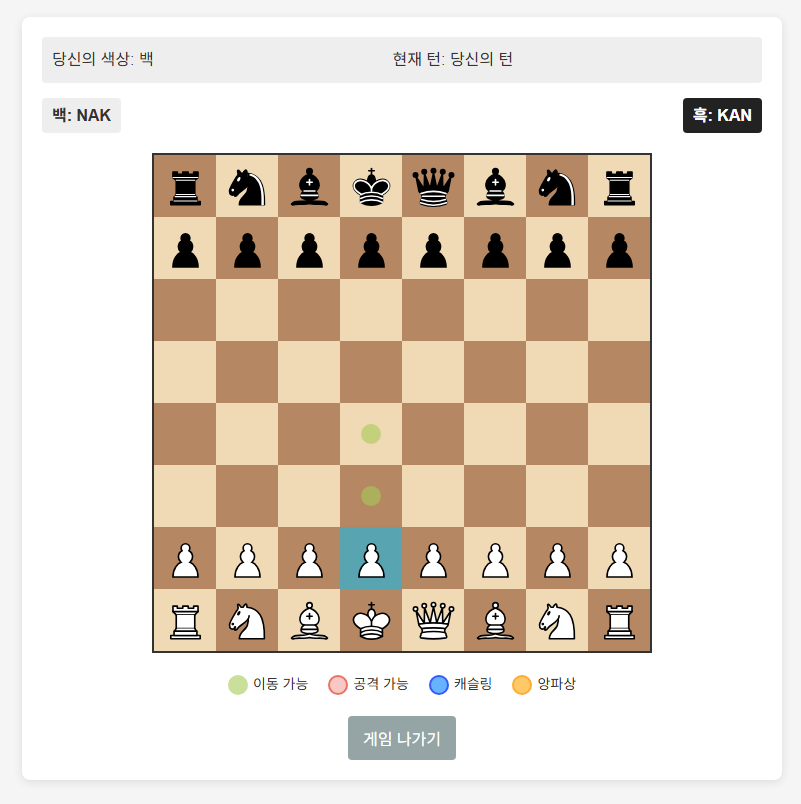 당신의 색상: 백
현재 턴: 당신의 턴
백: NAK
흑: KAN
이동 가능
공격 가능
캐슬링
앙파상
게임 나가기